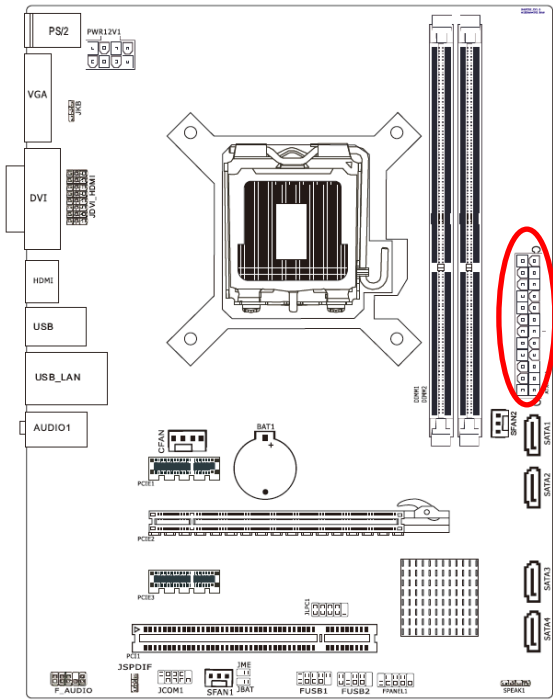 PS/2
PWR12V1
VGA
JKB
DVI
JDVI_HDMI
HDMI
USB
USB_LAN
AUDIO1
DIMM1
DIMM2
SFAN2
SATA1
CFAN
BAT1
+
PCIE1
SATA2
PCIE2
PCIE3
SATA3
JLPC1
SATA4
PCI1
JSPDIF
JME
F_AUDIO
JCOM1
SFAN1
JBAT
FUSB1
FUSB2
FPANEL1
SPEAK1